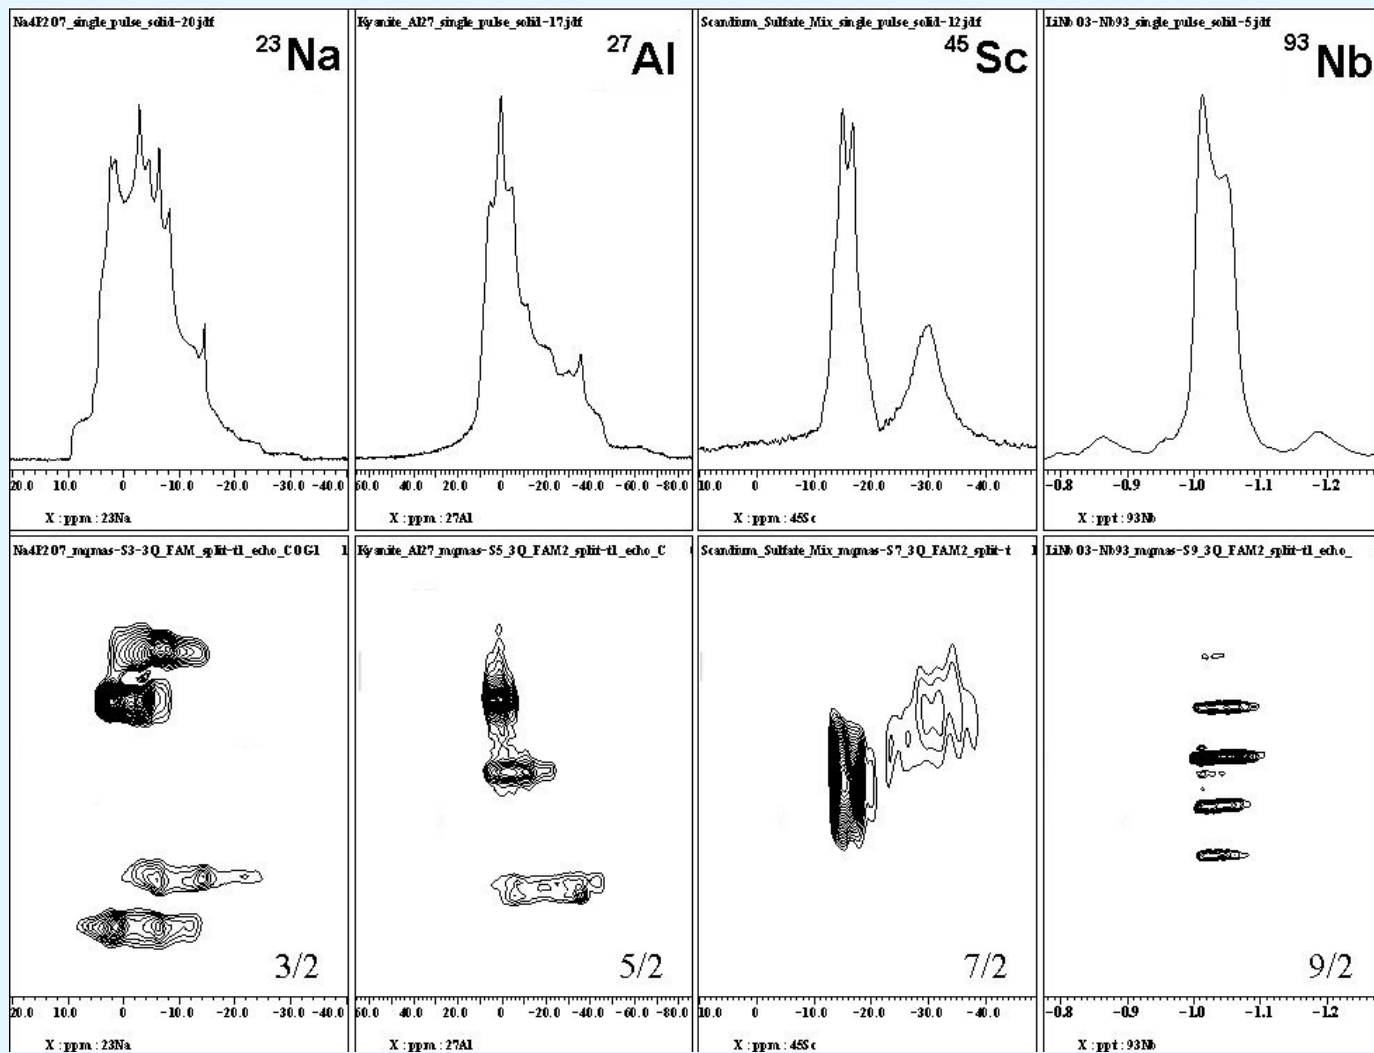 Na4P2O7_single_pulse_solid-20.jdf
23Na
20.0 10.0 0 -10.0 -20.0 -30.0 -40.0
X : ppm : 23Na
Kyanite_Al27_single_pulse_solid-17.jdf
27Al
60.0 40.0 20.0 0 -20.0 -40.0 -60.0 -80.0
X : ppm : 27Al
Scandium_Sulfate_Mix_single_pulse_solid-12.jdf
45Sc
10.0 0 -10.0 -20.0 -30.0 -40.0
X : ppm : 45Sc
LiNbO3-Nb93_single_pulse_solid-5.jdf
93Nb
-0.8 -0.9 -1.0 -1.1 -1.2
X : ppt : 93Nb
Na4P2O7_mqmas-S3-3Q_FAM_split-t1_echo_COG1 1
3/2
20.0 10.0 0 -10.0 -20.0 -30.0 -40.0
X : ppm : 23Na
Kyanite_Al27_mqmas-S5_3Q_FAM2_split-t1_echo_C
5/2
60.0 40.0 20.0 0 -20.0 -40.0 -60.0 -80.0
X : ppm : 27Al
Scandium_Sulfate_Mix_mqmas-S7_3Q_FAM2_split-t
7/2
10.0 0 -10.0 -20.0 -30.0 -40.0
X : ppm : 45Sc
LiNbO3-Nb93_mqmas-S9_3Q_FAM2_split-t1_echo_
9/2
-0.8 -0.9 -1.0 -1.1 -1.2
X : ppt : 93Nb